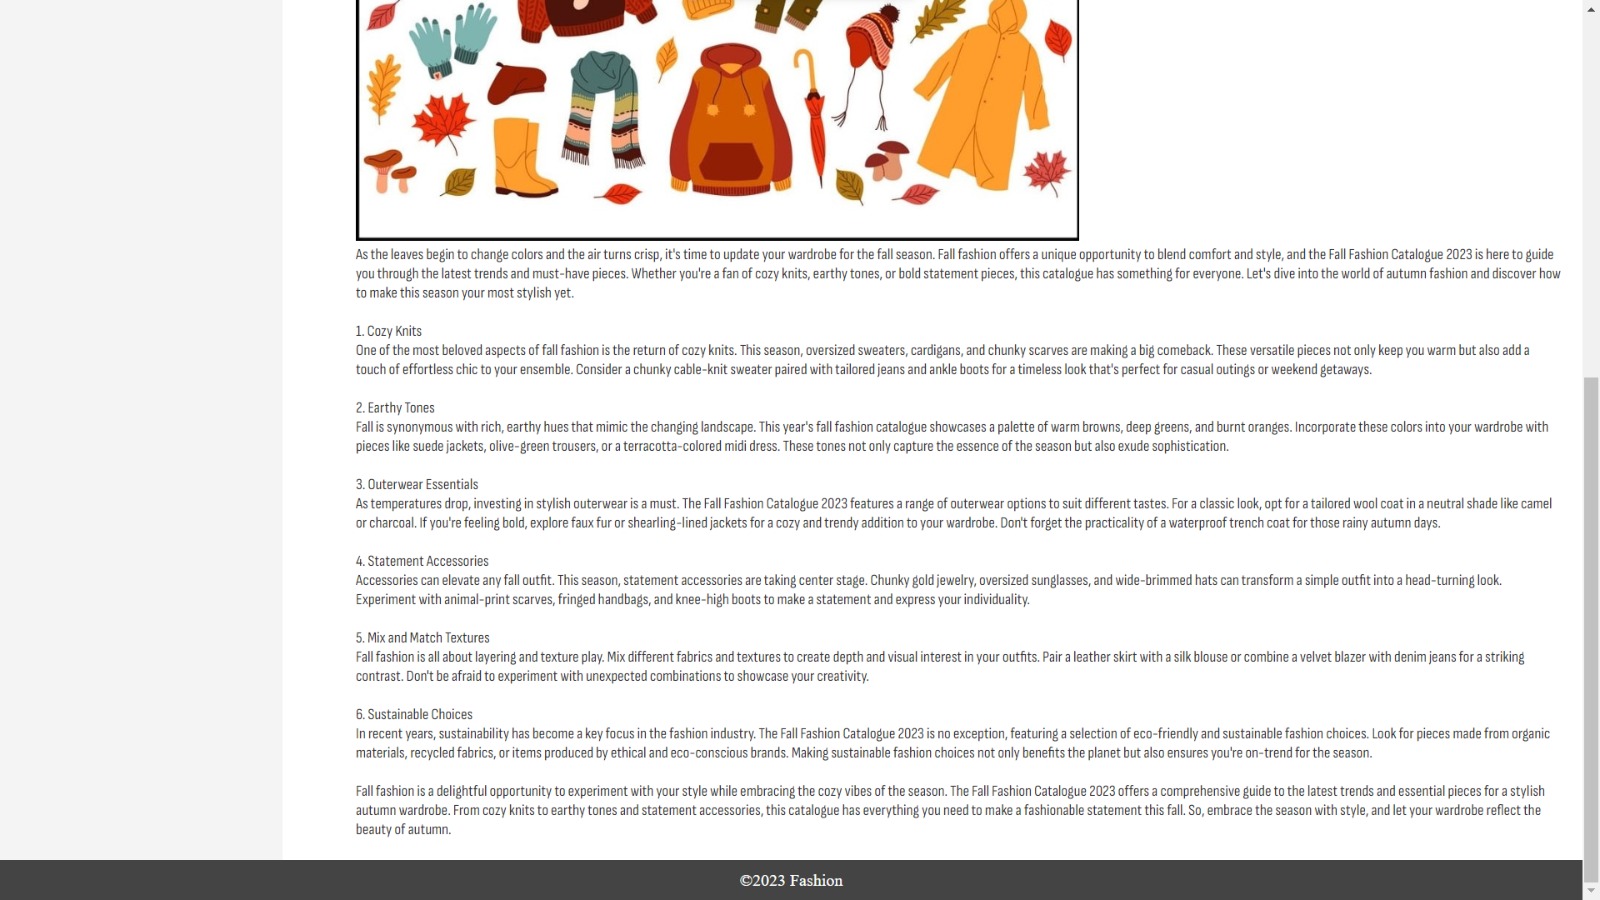 As the leaves begin to change colors and the air turns crisp, it's time to update your wardrobe for the fall season. Fall fashion offers a unique opportunity to blend comfort and style, and the Fall Fashion Catalogue 2023 is here to guide
you through the latest trends and must-have pieces. Whether you're a fan of cozy knits, earthy tones, or bold statement pieces, this catalogue has something for everyone. Let's dive into the world of autumn fashion and discover how
to make this season your most stylish yet.
1. Cozy Knits
One of the most beloved aspects of fall fashion is the return of cozy knits. This season, oversized sweaters, cardigans, and chunky scarves are making a big comeback. These versatile pieces not only keep you warm but also add a
touch of effortless chic to your ensemble. Consider a chunky cable-knit sweater paired with tailored jeans and ankle boots for a timeless look that's perfect for casual outings or weekend getaways.
2. Earthy Tones
Fall is synonymous with rich, earthy hues that mimic the changing landscape. This year's fall fashion catalogue showcases a palette of warm browns, deep greens, and burnt oranges. Incorporate these colors into your wardrobe with
pieces like suede jackets, olive-green trousers, or a terracotta-colored midi dress. These tones not only capture the essence of the season but also exude sophistication.
3. Outerwear Essentials
As temperatures drop, investing in stylish outerwear is a must. The Fall Fashion Catalogue 2023 features a range of outerwear options to suit different tastes. For a classic look, opt for a tailored wool coat in a neutral shade like camel
or charcoal. If you're feeling bold, explore faux fur or shearling-lined jackets for a cozy and trendy addition to your wardrobe. Don't forget the practicality of a waterproof trench coat for those rainy autumn days.
4. Statement Accessories
Accessories can elevate any fall outfit. This season, statement accessories are taking center stage. Chunky gold jewelry, oversized sunglasses, and wide-brimmed hats can transform a simple outfit into a head-turning look.
Experiment with animal-print scarves, fringed handbags, and knee-high boots to make a statement and express your individuality.
5. Mix and Match Textures
Fall fashion is all about layering and texture play. Mix different fabrics and textures to create depth and visual interest in your outfits. Pair a leather skirt with a silk blouse or combine a velvet blazer with denim jeans for a striking
contrast. Don't be afraid to experiment with unexpected combinations to showcase your creativity.
6. Sustainable Choices
In recent years, sustainability has become a key focus in the fashion industry. The Fall Fashion Catalogue 2023 is no exception, featuring a selection of eco-friendly and sustainable fashion choices. Look for pieces made from organic
materials, recycled fabrics, or items produced by ethical and eco-conscious brands. Making sustainable fashion choices not only benefits the planet but also ensures you're on-trend for the season.
Fall fashion is a delightful opportunity to experiment with your style while embracing the cozy vibes of the season. The Fall Fashion Catalogue 2023 offers a comprehensive guide to the latest trends and essential pieces for a stylish
autumn wardrobe. From cozy knits to earthy tones and statement accessories, this catalogue has everything you need to make a fashionable statement this fall. So, embrace the season with style, and let your wardrobe reflect the
beauty of autumn.
©2023 Fashion